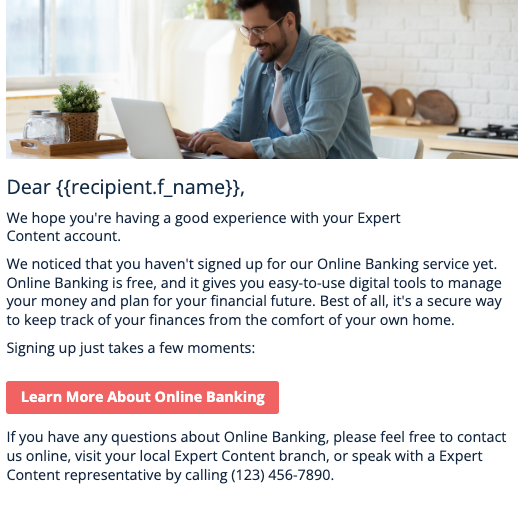 Dear {{recipient.f_name}},
We hope you're having a good experience with your Expert
Content account.
We noticed that you haven't signed up for our Online Banking service yet.
Online Banking is free, and it gives you easy-to-use digital tools to manage
your money and plan for your financial future. Best of all, it's a secure way
to keep track of your finances from the comfort of your own home.
Signing up just takes a few moments:
Learn More About Online Banking
If you have any questions about Online Banking, please feel free to contact
us online, visit your local Expert Content branch, or speak with a Expert
Content representative by calling (123) 456-7890.